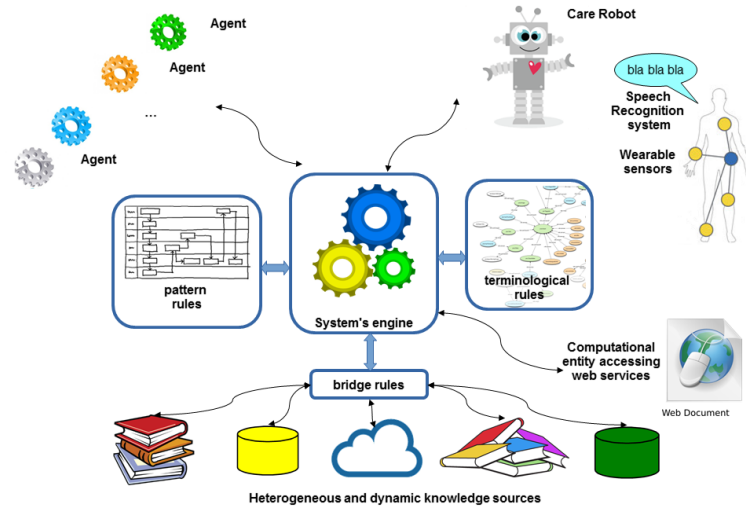 Agent
Care Robot
Agent
bla bla bla
Speech
Recognition
system
...
Agent
Wearable
sensors
pattern
rules
System's engine
terminological
rules
Computational
entity accessing
web services
bridge rules
Web Document
Heterogeneous and dynamic knowledge sources